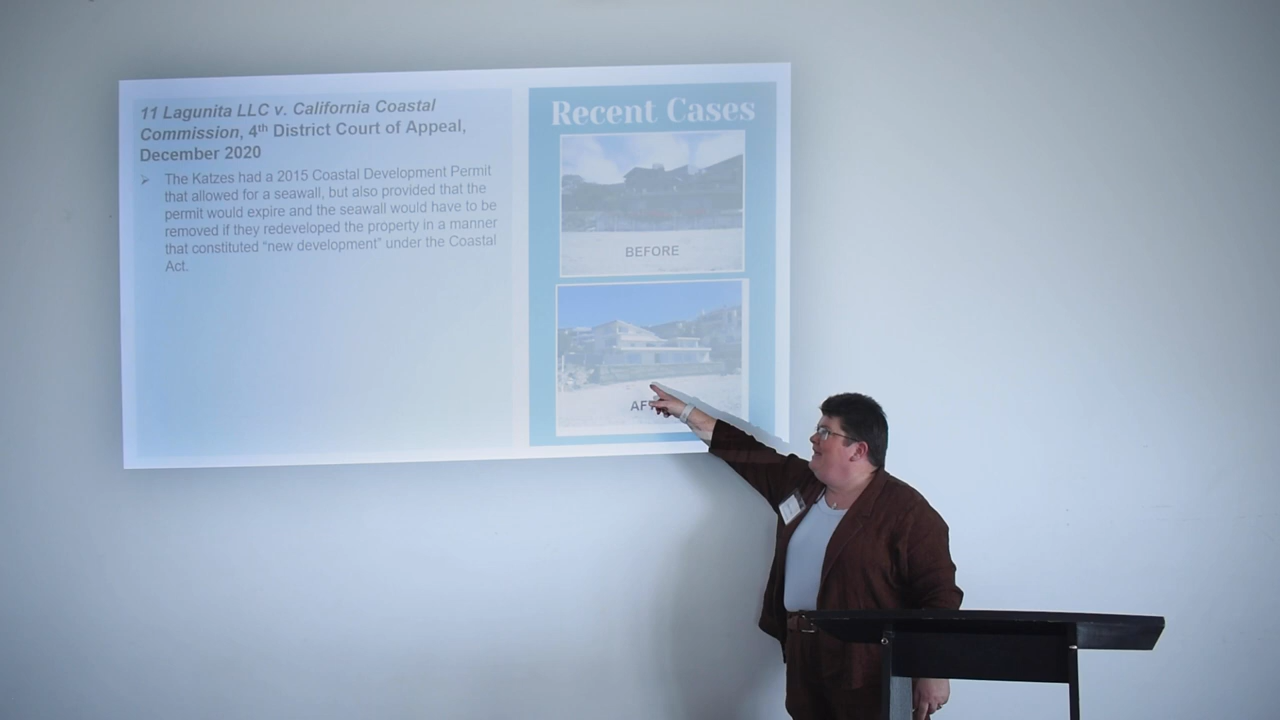 11 Lagunita LLC v. California Coastal
Commission, 4th District Court of Appeal,
December 2020
➢ The Katzes had a 2015 Coastal Development Permit
that allowed for a seawall, but also provided that the
permit would expire and the seawall would have to be
removed if they redeveloped the property in a manner
that constituted “new development” under the Coastal
Act.
Recent Cases
BEFORE